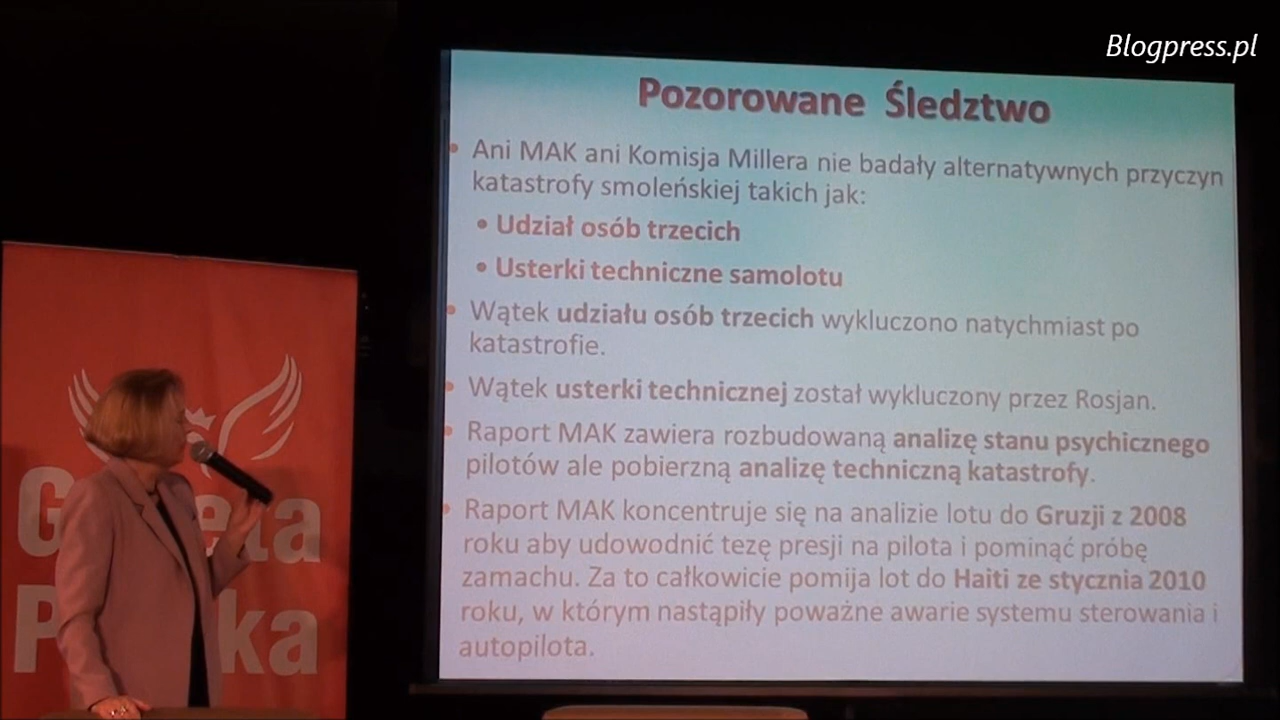 Blogpress.pl
Pozorowane Śledztwo
• Ani MAK ani Komisja Millera nie badały alternatywnych przyczyn
katastrofy smoleńskiej takich jak:
• Udział osób trzecich
• Usterki techniczne samolotu
• Wątek udziału osób trzecich wykluczono natychmiast po
katastrofie.
• Wątek usterki technicznej został wykluczony przez Rosjan.
• Raport MAK zawiera rozbudowaną analizę stanu psychicznego
pilotów ale pobierzną analizę techniczną katastrofy.
• Raport MAK koncentruje się na analizie lotu do Gruzji z 2008
roku aby udowodnić tezę presji na pilota i pominąć próbę
zamachu. Za to całkowicie pomija lot do Haiti ze stycznia 2010
roku, w którym nastąpiły poważne awarie systemu sterowania i
autopilota.